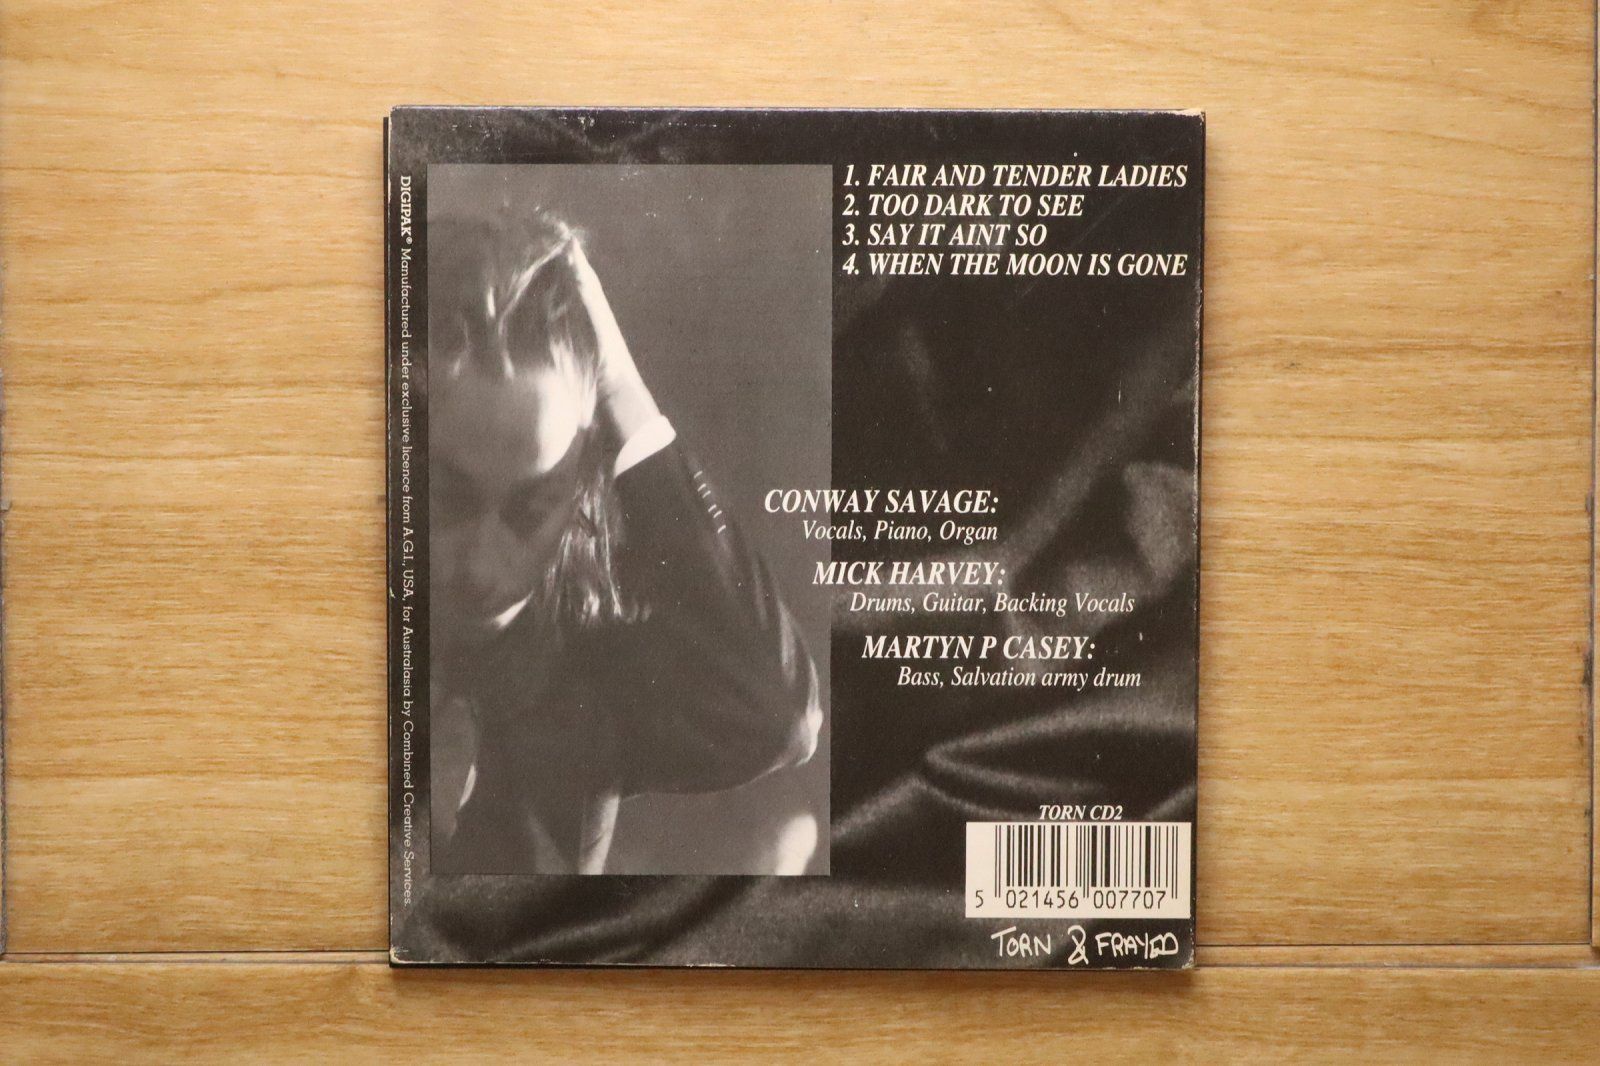 1. FAIR AND TENDER LADIES
2. TOO DARK TO SEE
3. SAY IT AINT SO
4. WHEN THE MOON IS GONE
CONWAY SAVAGE:
Vocals, Piano, Organ
MICK HARVEY:
Drums, Guitar, Backing Vocals
MARTYN P CASEY:
Bass, Salvation army drum
TORN CD2
5 021456 007707
TORN & FRAYED
DIGIPAK® Manufactured under exclusive licence from A.G.I., USA, for Australasia by Combined Creative Services.